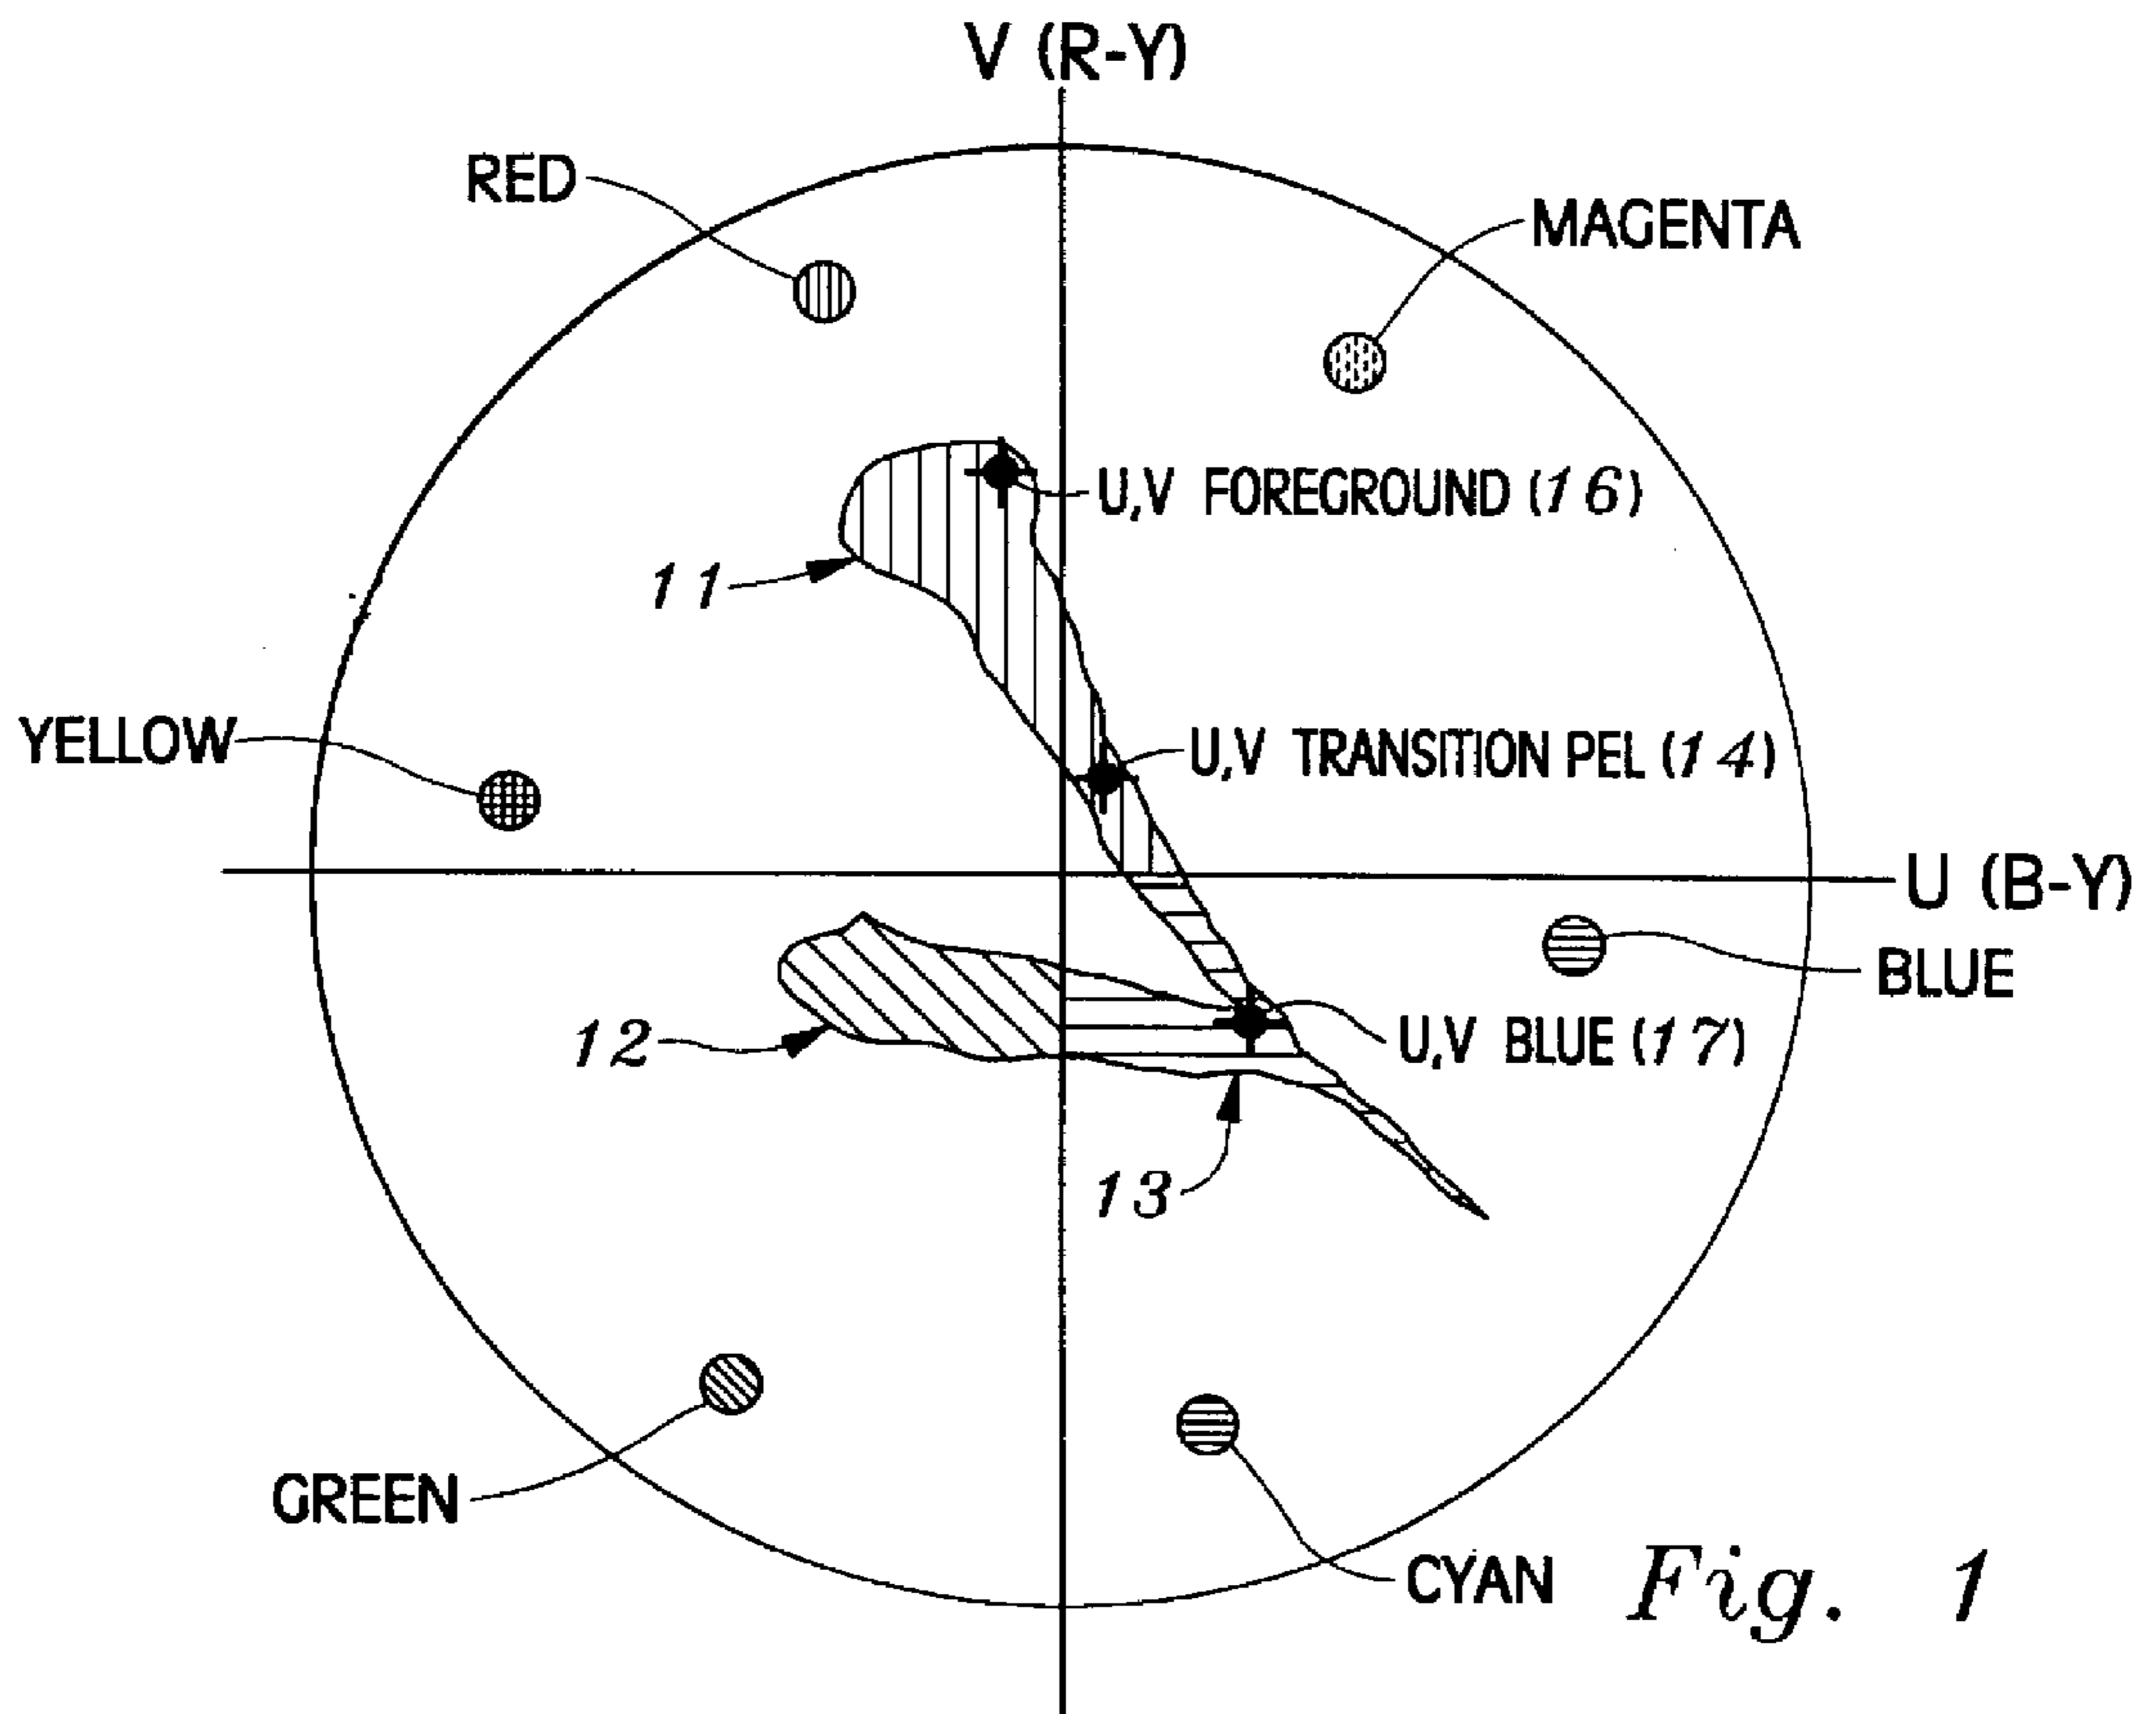 V (R-Y)
RED
MAGENTA
U,V FOREGROUND (16)
11
YELLOW
U,V TRANSITION PEL (14)
U (B-Y)
BLUE
12
U,V BLUE (17)
13
GREEN
CYAN
Fig. 1